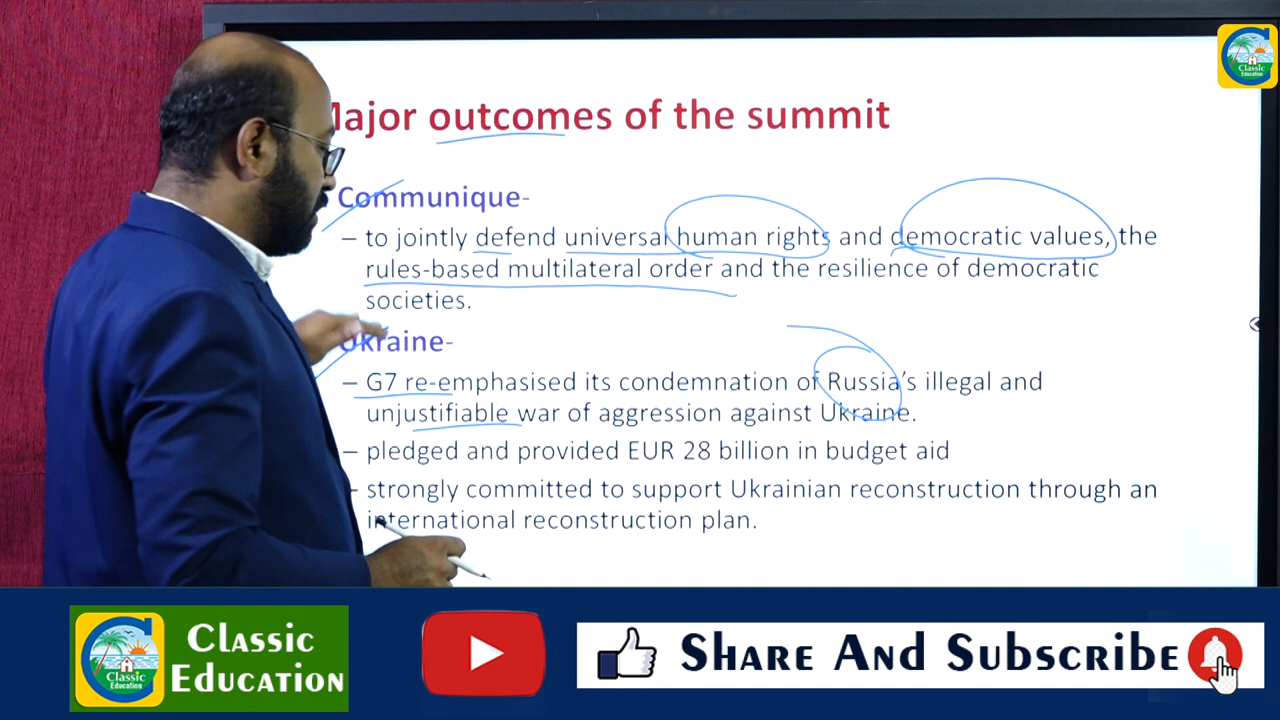 Major outcomes of the summit
Communique-
– to jointly defend universal human rights and democratic values, the
rules-based multilateral order and the resilience of democratic
societies.
Ukraine-
– G7 re-emphasised its condemnation of Russia's illegal and
unjustifiable war of aggression against Ukraine.
– pledged and provided EUR 28 billion in budget aid
– strongly committed to support Ukrainian reconstruction through an
international reconstruction plan.
Classic
Education
Classic
Education
Classic
Education
Share And Subscribe